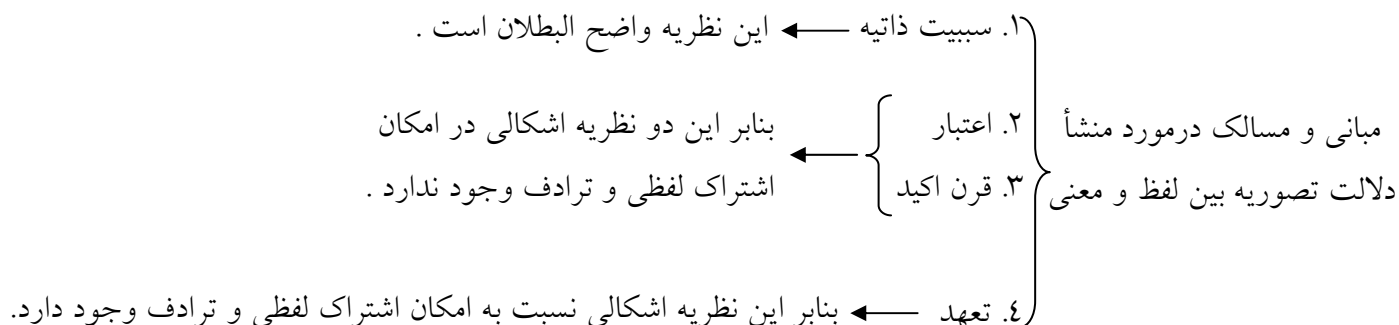 ۱. سببیت ذاتیه ← این نظریه واضح البطلان است .
مبانی و مسالک درمورد منشأ
دلالت تصوریه بین لفظ و معنی
۲. اعتبار
۳. قرن اکید
بنابر این دو نظریه اشکالی در امکان
اشتراک لفظی و ترادف وجود ندارد .
٤. تعهد ← بنابر این نظریه اشکالی نسبت به امکان اشتراک لفظی و ترادف وجود دارد.